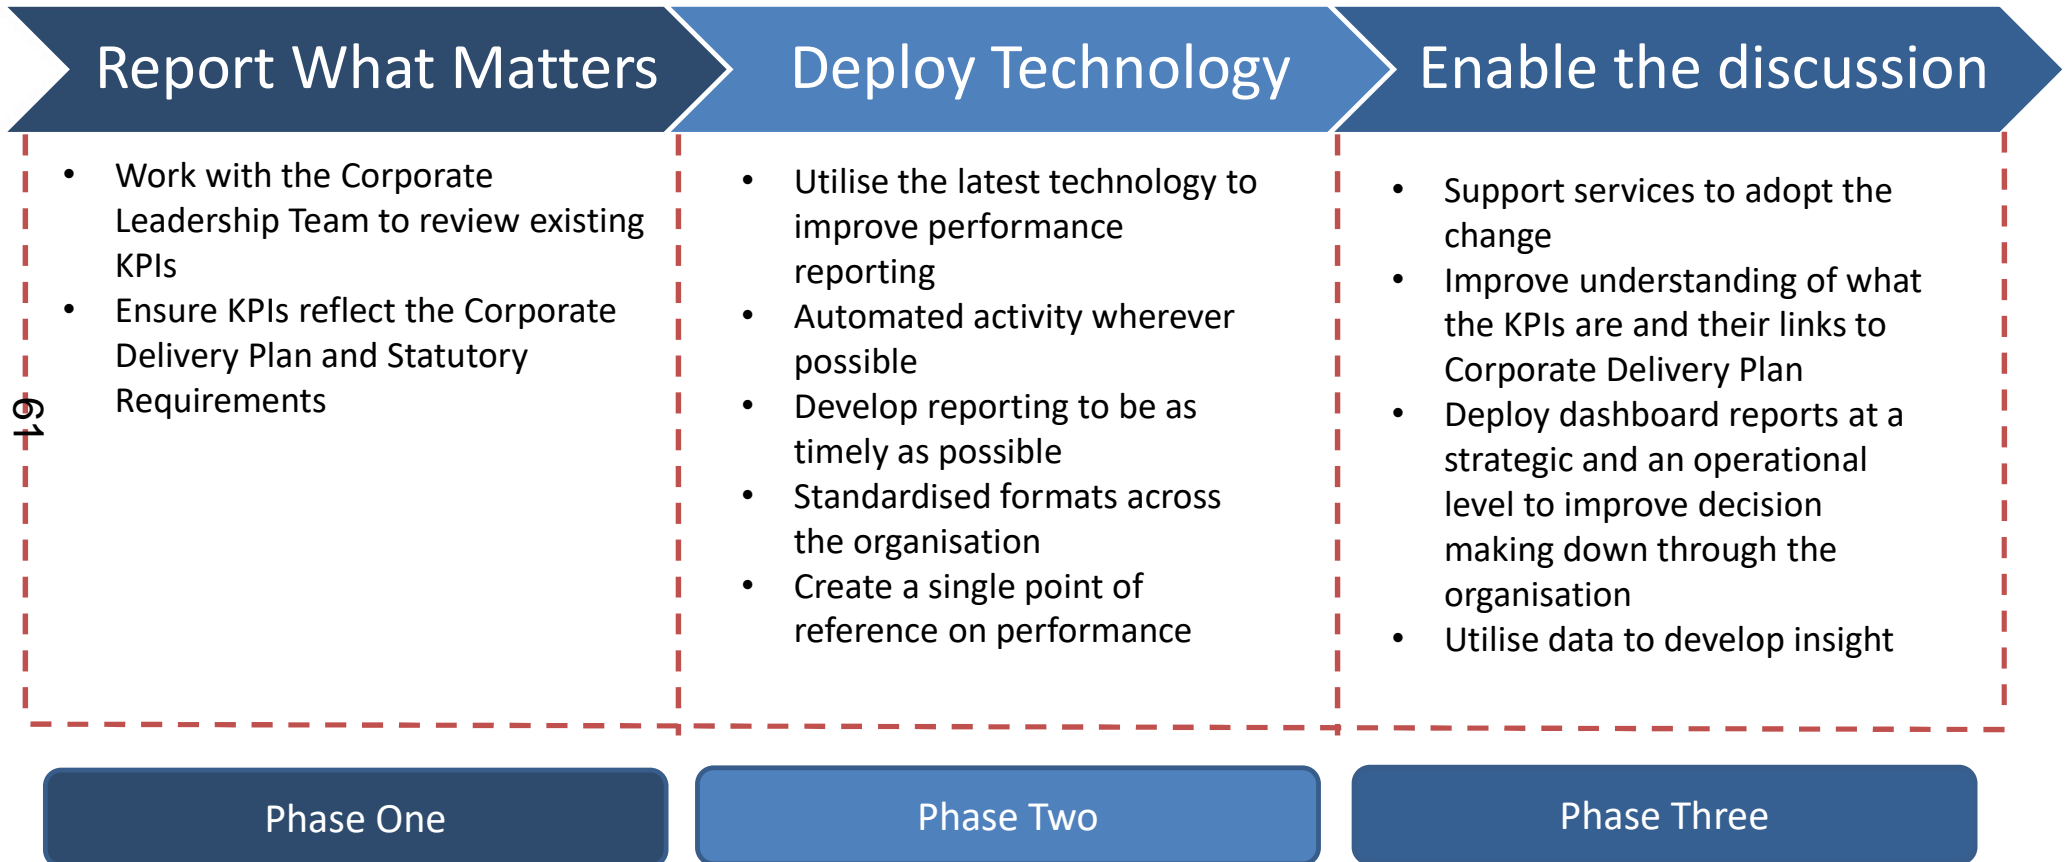 Report What Matters
Deploy Technology
Enable the discussion
• Work with the Corporate
Leadership Team to review existing
KPIs
• Ensure KPIs reflect the Corporate
Delivery Plan and Statutory
Requirements
• Utilise the latest technology to
improve performance
reporting
• Automated activity wherever
possible
• Develop reporting to be as
timely as possible
• Standardised formats across
the organisation
• Create a single point of
reference on performance
• Support services to adopt the
change
• Improve understanding of what
the KPIs are and their links to
Corporate Delivery Plan
• Deploy dashboard reports at a
strategic and an operational
level to improve decision
making down through the
organisation
• Utilise data to develop insight
61
Phase One
Phase Two
Phase Three